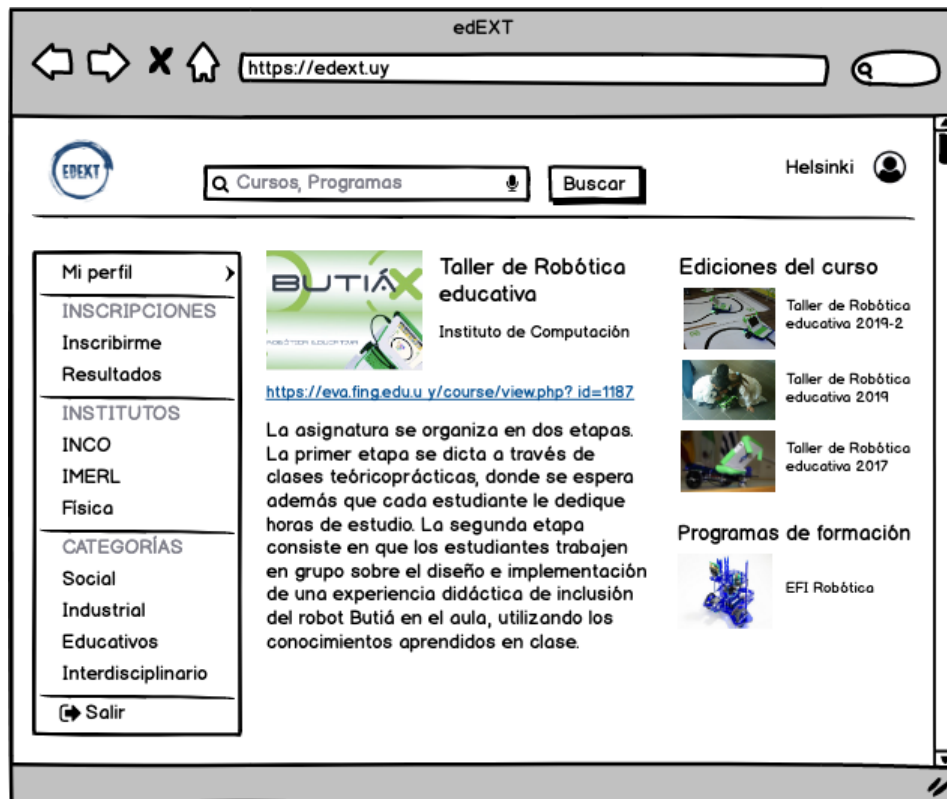 edEXT
https://edext.uy
EDEXT
Cursos, Programas
Buscar
Helsinki
Mi perfil
INSCRIPCIONES
Inscribirme
Resultados
INSTITUTOS
INCO
IMERL
Física
CATEGORÍAS
Social
Industrial
Educativos
Interdisciplinario
Salir
BUTIÁ
ROBÓTICA EDUCATIVA
Taller de Robótica
educativa
Instituto de Computación
https://eva.fing.edu.u y/course/view.php? id=1187
La asignatura se organiza en dos etapas.
La primer etapa se dicta a través de
clases teóricoprácticas, donde se espera
además que cada estudiante le dedique
horas de estudio. La segunda etapa
consiste en que los estudiantes trabajen
en grupo sobre el diseño e implementación
de una experiencia didáctica de inclusión
del robot Butiá en el aula, utilizando los
conocimientos aprendidos en clase.
Ediciones del curso
Taller de Robótica
educativa 2019-2
Taller de Robótica
educativa 2019
Taller de Robótica
educativa 2017
Programas de formación
EFI Robótica